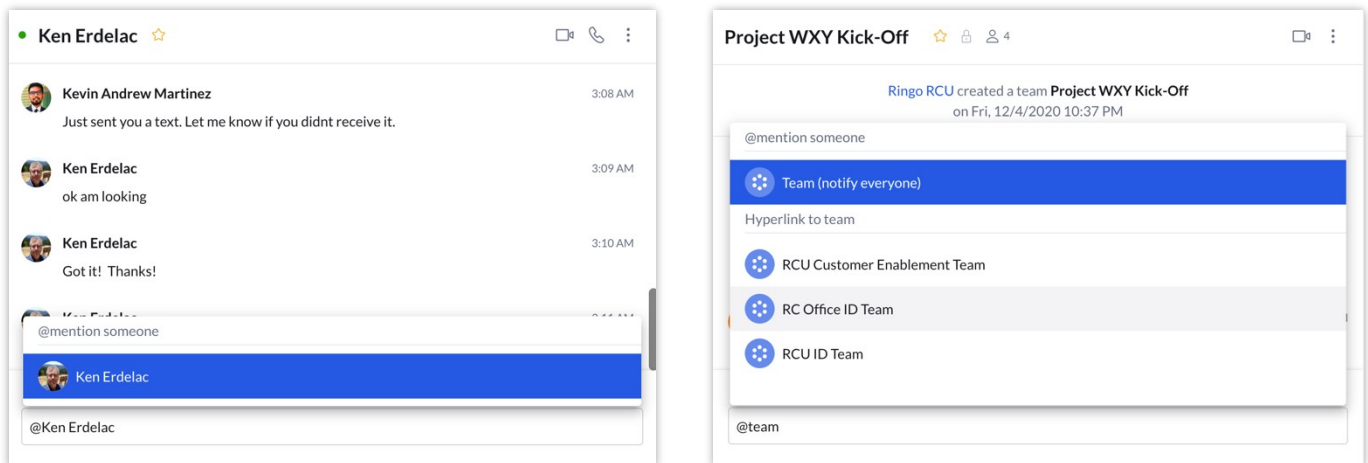 Ken Erdelac
Kevin Andrew Martinez 3:08 AM
Just sent you a text. Let me know if you didnt receive it.
Ken Erdelac 3:09 AM
ok am looking
Ken Erdelac 3:10 AM
Got it! Thanks!
@mention someone
Ken Erdelac
@Ken Erdelac
Project WXY Kick-Off 4
Ringo RCU created a team Project WXY Kick-Off
on Fri, 12/4/2020 10:37 PM
@mention someone
Team (notify everyone)
Hyperlink to team
RCU Customer Enablement Team
RC Office ID Team
RCU ID Team
@team